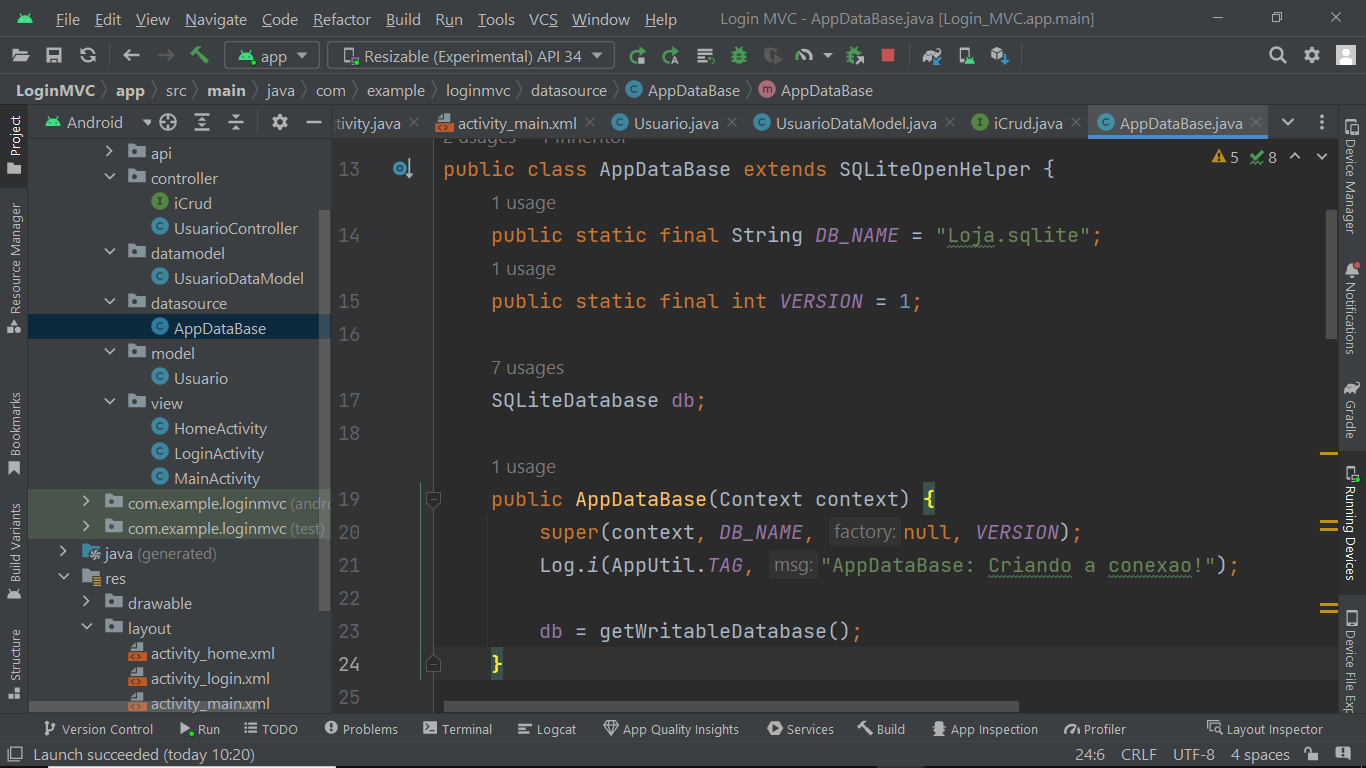 File Edit View Navigate Code Refactor Build Run Tools VCS Window Help Login MVC - AppDataBase.java [Login_MVC.app.main]
app Resizable (Experimental) API 34
LoginMVC app src main java com example loginmvc datasource AppDataBase AppDataBase
Android
tivity.java activity_main.xml Usuario.java UsuarioDataModel.java iCrud.java AppDataBase.java
Project
Resource Manager
Bookmarks
Build Variants
Structure
api
controller
iCrud
UsuarioController
datamodel
UsuarioDataModel
datasource
AppDataBase
model
Usuario
view
HomeActivity
LoginActivity
MainActivity
com.example.loginmvc (andr
com.example.loginmvc (test)
java (generated)
res
drawable
layout
activity_home.xml
activity_login.xml
activity_main.xml
2 usages
5 8
13 public class AppDataBase extends SQLiteOpenHelper {
1 usage
14 public static final String DB_NAME = "Loja.sqlite";
1 usage
15 public static final int VERSION = 1;
16
7 usages
17 SQLiteDatabase db;
18
1 usage
19 public AppDataBase(Context context) {
20 super(context, DB_NAME, factory: null, VERSION);
21 Log.i(AppUtil.TAG, msg: "AppDataBase: Criando a conexao!");
22
23 db = getWritableDatabase();
24 }
25
Device Manager
Notifications
Gradle
Running Devices
Device File Exp
Version Control Run TODO Problems Terminal Logcat App Quality Insights Services Build App Inspection Profiler Layout Inspector
Launch succeeded (today 10:20) 24:6 CRLF UTF-8 4 spaces